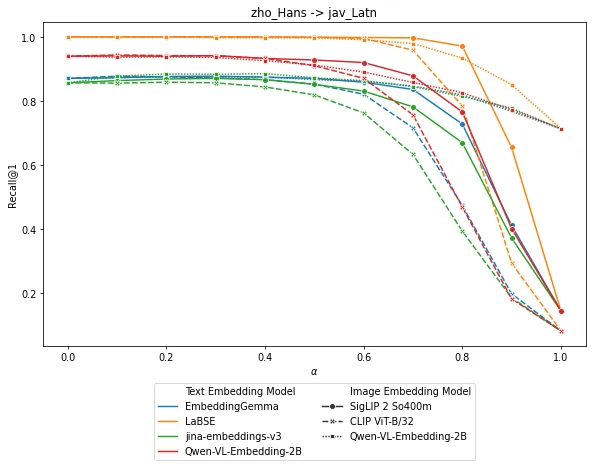 zho_Hans -> jav_Latn
1.0
0.8
0.6
0.4
0.2
Recall@1
0.0 0.2 0.4 0.6 0.8 1.0
α
Text Embedding Model
EmbeddingGemma
LaBSE
jina-embeddings-v3
Qwen-VL-Embedding-2B
Image Embedding Model
SigLIP 2 So400m
CLIP ViT-B/32
Qwen-VL-Embedding-2B